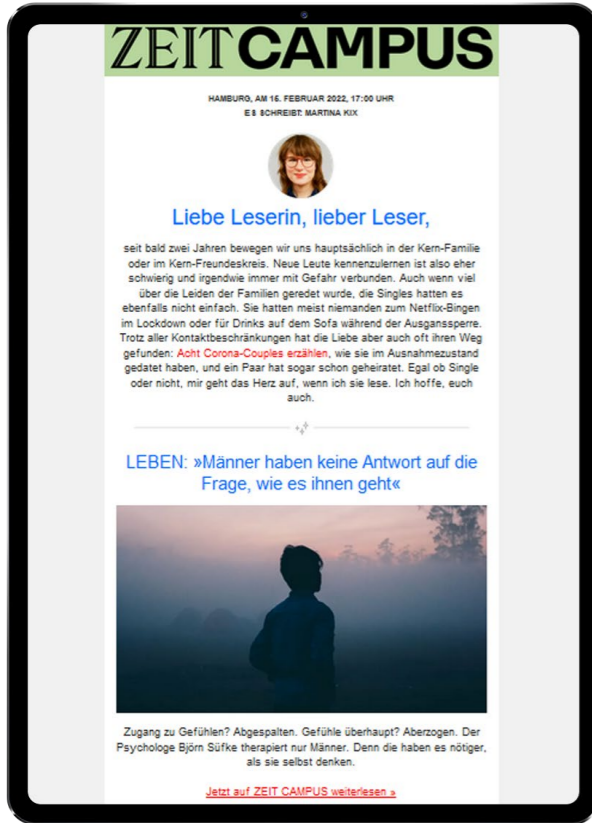 ZEIT CAMPUS
HAMBURG, AM 15. FEBRUAR 2022, 17:00 UHR
ES SCHREIBT: MARTINA KIX
Liebe Leserin, lieber Leser,
seit bald zwei Jahren bewegen wir uns hauptsächlich in der Kern-Familie
oder im Kern-Freundeskreis. Neue Leute kennenzulernen ist also eher
schwierig und irgendwie immer mit Gefahr verbunden. Auch wenn viel
über die Leiden der Familien geredet wurde, die Singles hatten es
ebenfalls nicht einfach. Sie hatten meist niemanden zum Netflix-Bingen
im Lockdown oder für Drinks auf dem Sofa während der Ausganssperre.
Trotz aller Kontaktbeschränkungen hat die Liebe aber auch oft ihren Weg
gefunden: Acht Corona-Couples erzählen, wie sie im Ausnahmezustand
gedatet haben, und ein Paar hat sogar schon geheiratet. Egal ob Single
oder nicht, mir geht das Herz auf, wenn ich sie lese. Ich hoffe, euch
auch.
LEBEN: »Männer haben keine Antwort auf die
Frage, wie es ihnen geht«
Zugang zu Gefühlen? Abgespalten. Gefühle überhaupt? Aberzogen. Der
Psychologe Björn Süfke therapiert nur Männer. Denn die haben es nötiger,
als sie selbst denken.
Jetzt auf ZEIT CAMPUS weiterlesen »